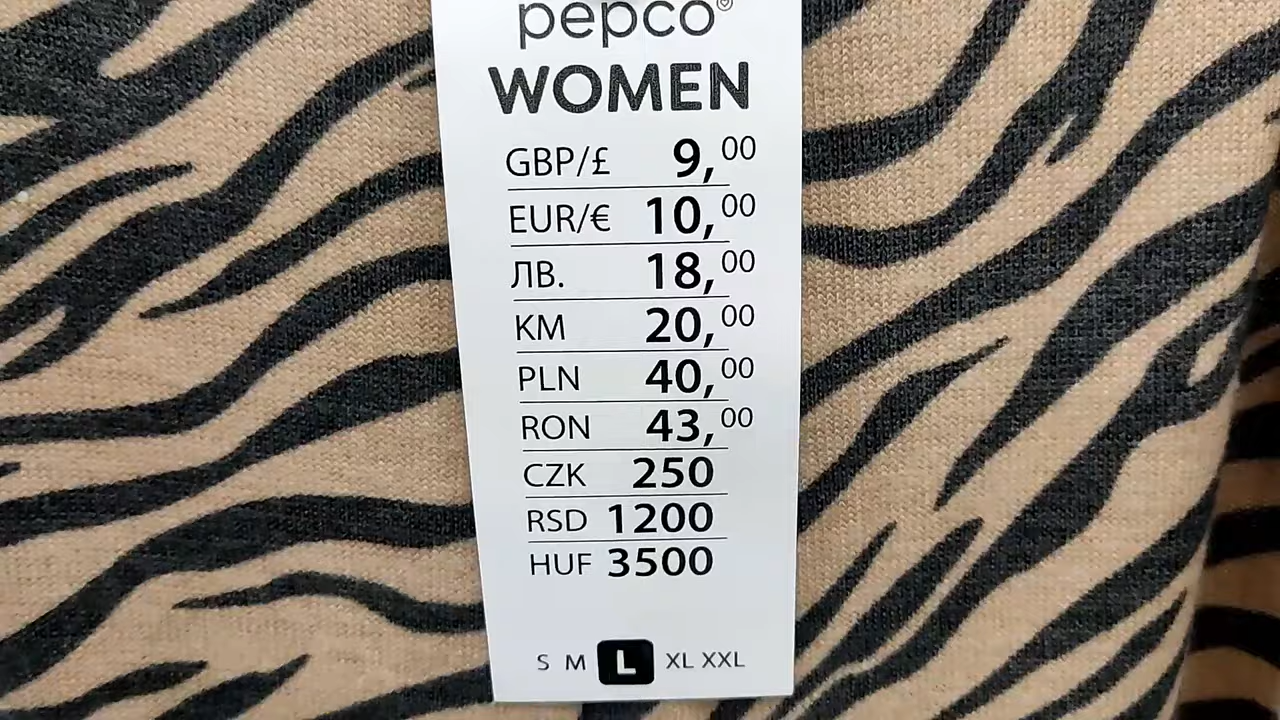 pepco®
WOMEN
GBP/£ 9,00
EUR/€ 10,00
ЛВ. 18,00
KM 20,00
PLN 40,00
RON 43,00
CZK 250
RSD 1200
HUF 3500
S M L XL XXL